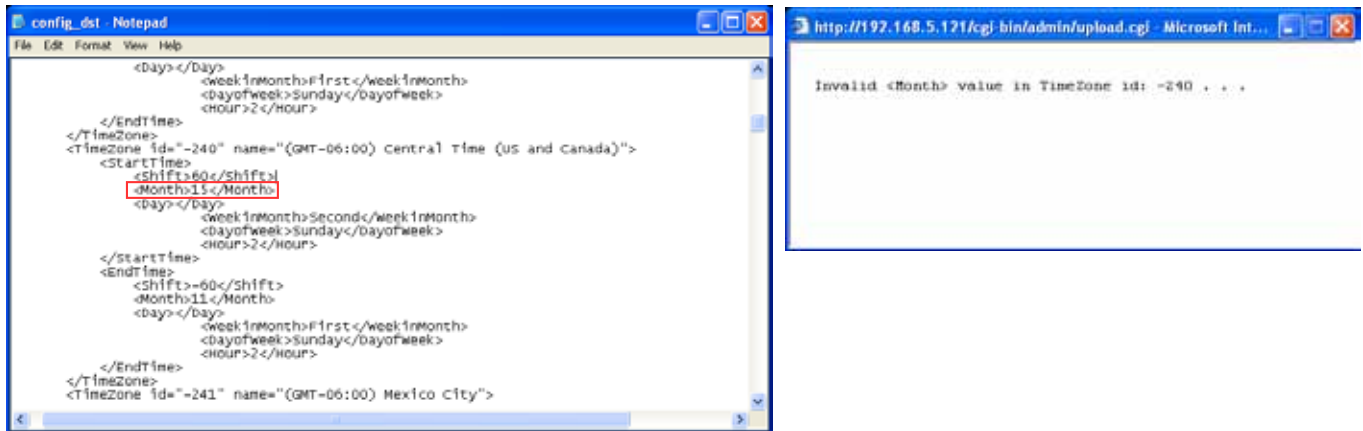 config_dst - Notepad
File Edit Format View Help
<Day></Day>
<WeekInMonth>First</WeekInMonth>
<DayofWeek>Sunday</DayofWeek>
<Hour>2</Hour>
</EndTime>
</TimeZone>
<TimeZone id="-240" name="(GMT-06:00) Central Time (US and Canada)">
<StartTime>
<Shift>60</Shift>
<Month>15</Month>
<Day></Day>
<WeekInMonth>Second</WeekInMonth>
<DayofWeek>Sunday</DayofWeek>
<Hour>2</Hour>
</StartTime>
<EndTime>
<Shift>-60</Shift>
<Month>11</Month>
<Day></Day>
<WeekInMonth>First</WeekInMonth>
<DayofWeek>Sunday</DayofWeek>
<Hour>2</Hour>
</EndTime>
</TimeZone>
<TimeZone id="-241" name="(GMT-06:00) Mexico City">
http://192.168.5.121/cgi-bin/admin/upload.cgi - Microsoft Int...
Invalid <Month> value in TimeZone id: -240 . . .